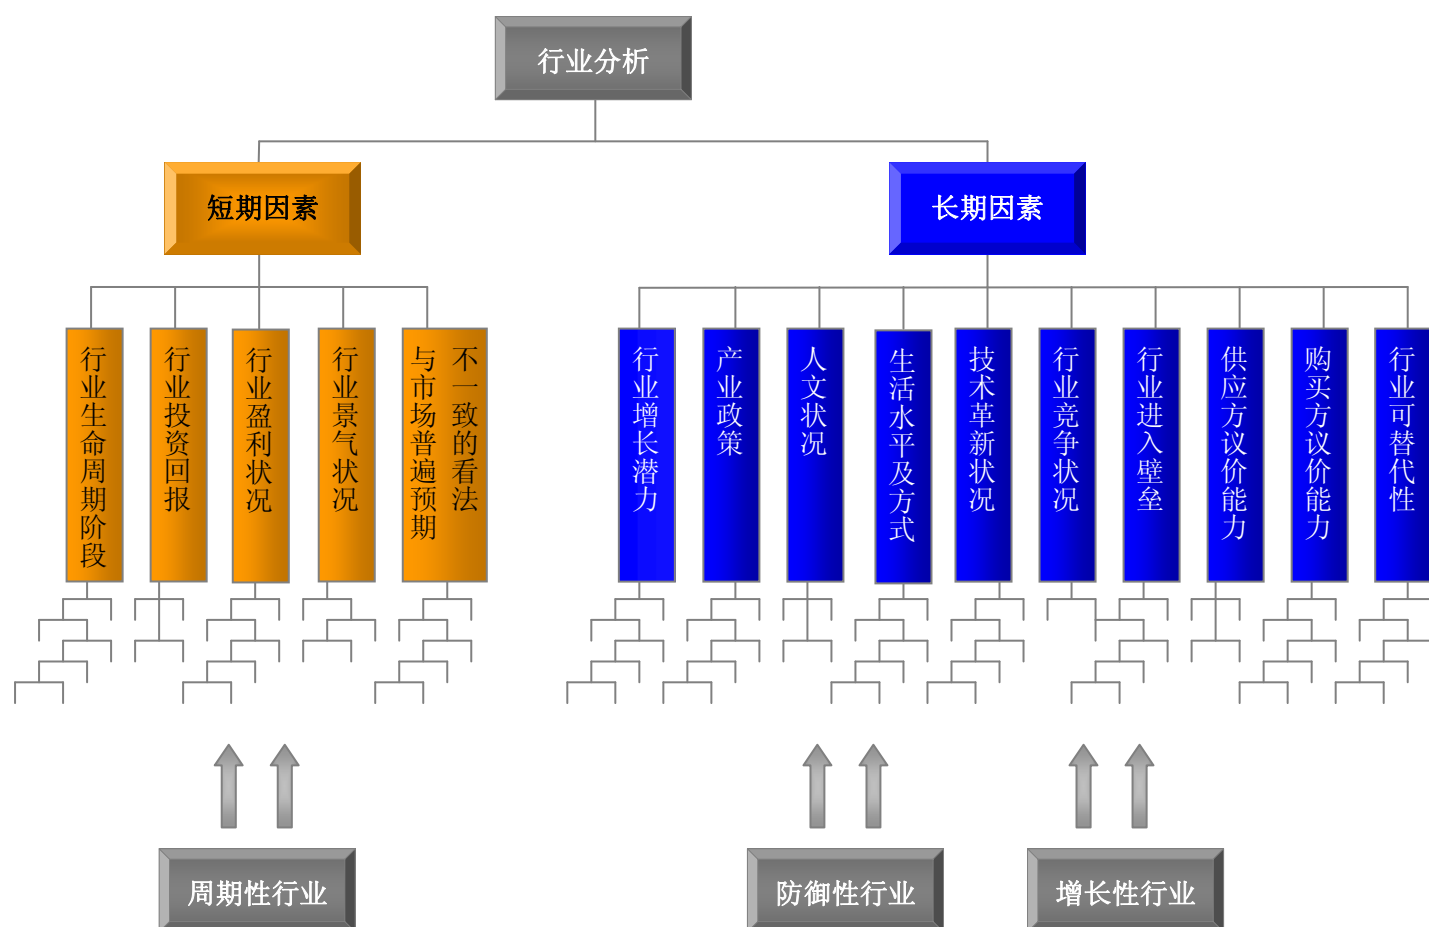 行业分析
短期因素
长期因素
行业生命周期阶段
行业投资回报
行业盈利状况
行业景气状况
与市场普遍预期
不一致的看法
行业增长潜力
产业政策
人文状况
生活水平及方式
技术革新状况
行业竞争状况
行业进入壁垒
供应方议价能力
购买方议价能力
行业可替代性
周期性行业
防御性行业
增长性行业